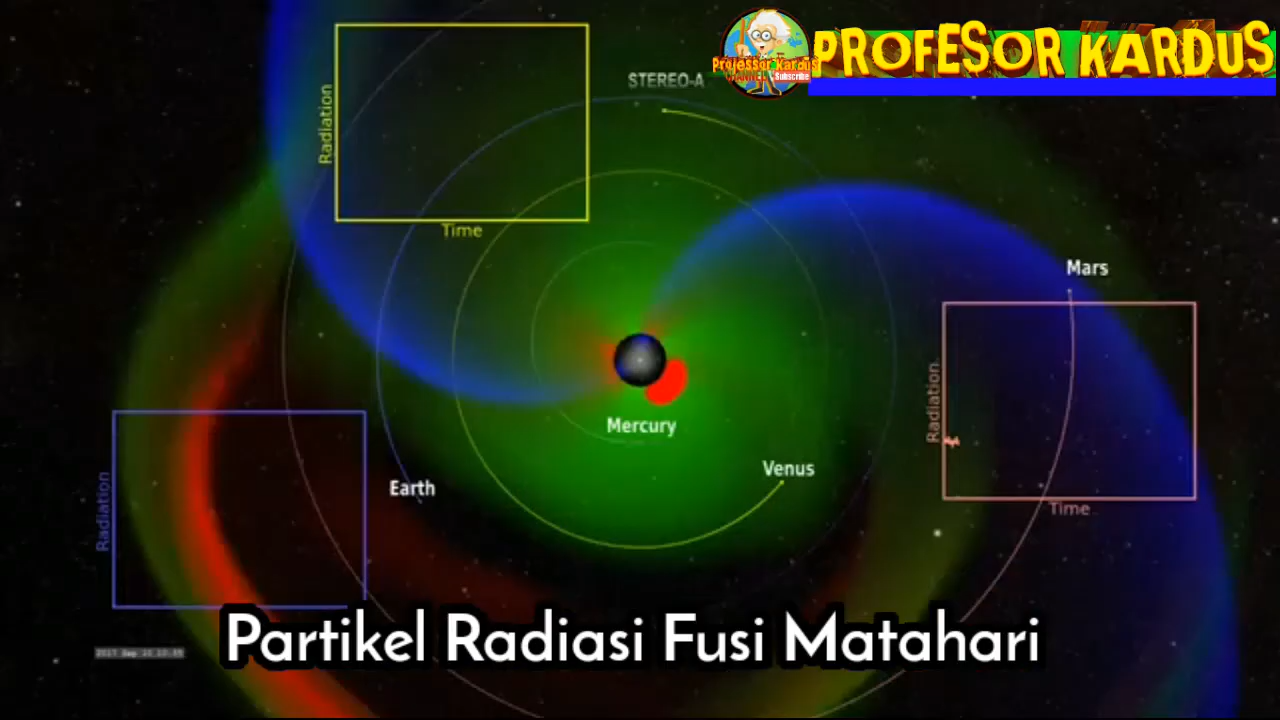 PROFESOR KARDUS
Professor Kardus
CHANNEL
Subscribe
STEREO-A
Radiation
Time
Mars
Radiation
Time
Mercury
Venus
Earth
Radiation
Partikel Radiasi Fusi Matahari